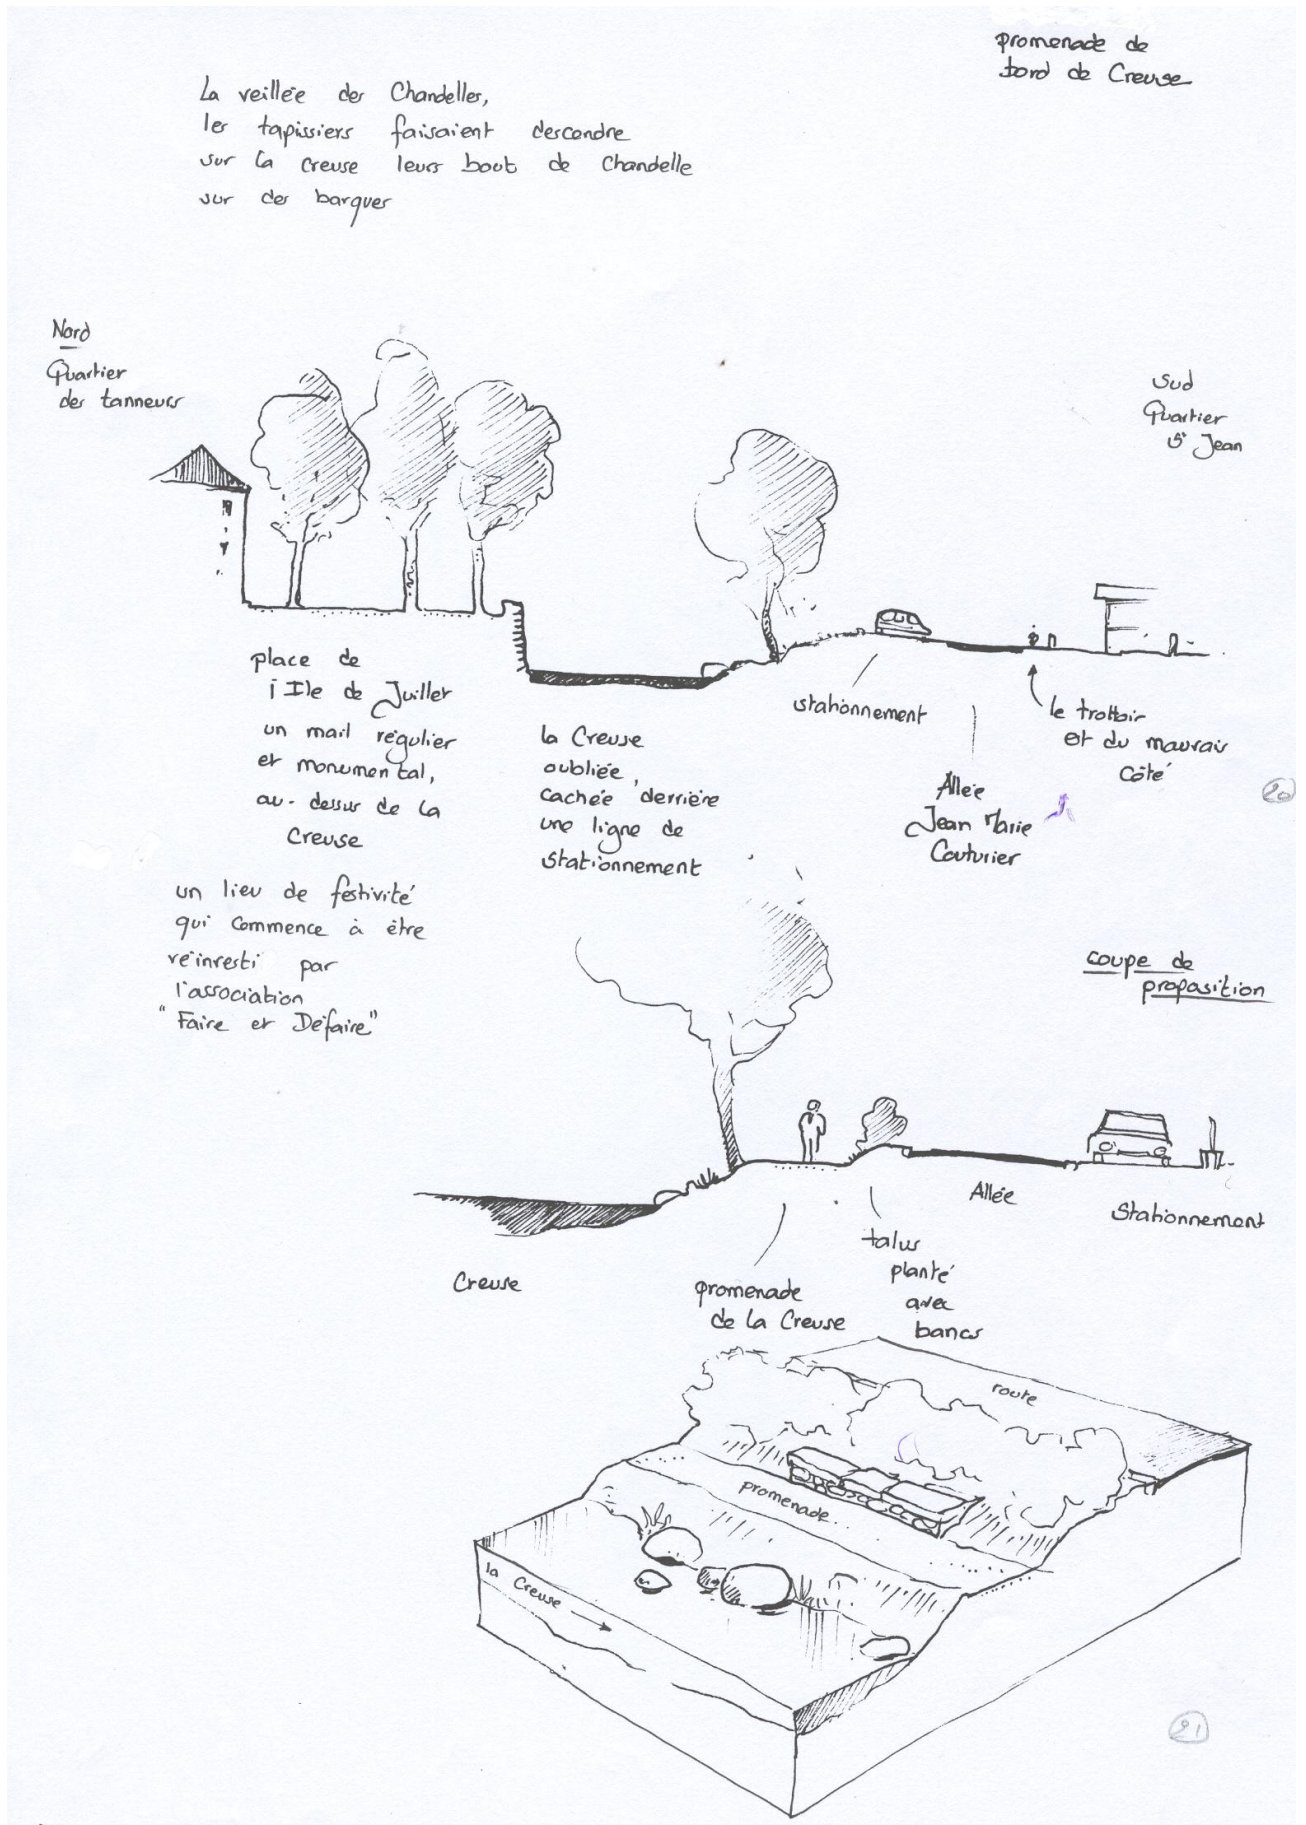 promenade de
bord de Creuse
La veillée des Chandelles,
les tapissiers faisaient descendre
sur la creuse leurs bout de Chandelle
sur des barques
Nord
Quartier
des tanneurs
Sud
Quartier
St Jean
place de
l'Ile de Juillet
un mail régulier
et monumental,
au-dessus de la
Creuse
un lieu de festivité
qui commence à être
réinvesti par
l'association
"Faire et Défaire"
la Creuse
oubliée,
cachée derrière
une ligne de
stationnement
stationnement
Allée
Jean Marie
Couturier
le trottoir
est du mauvais
côté
20
coupe de
proposition
Creuse
promenade
de la Creuse
talus
planté
avec
bancs
Allée
Stationnement
route
promenade
la Creuse
21